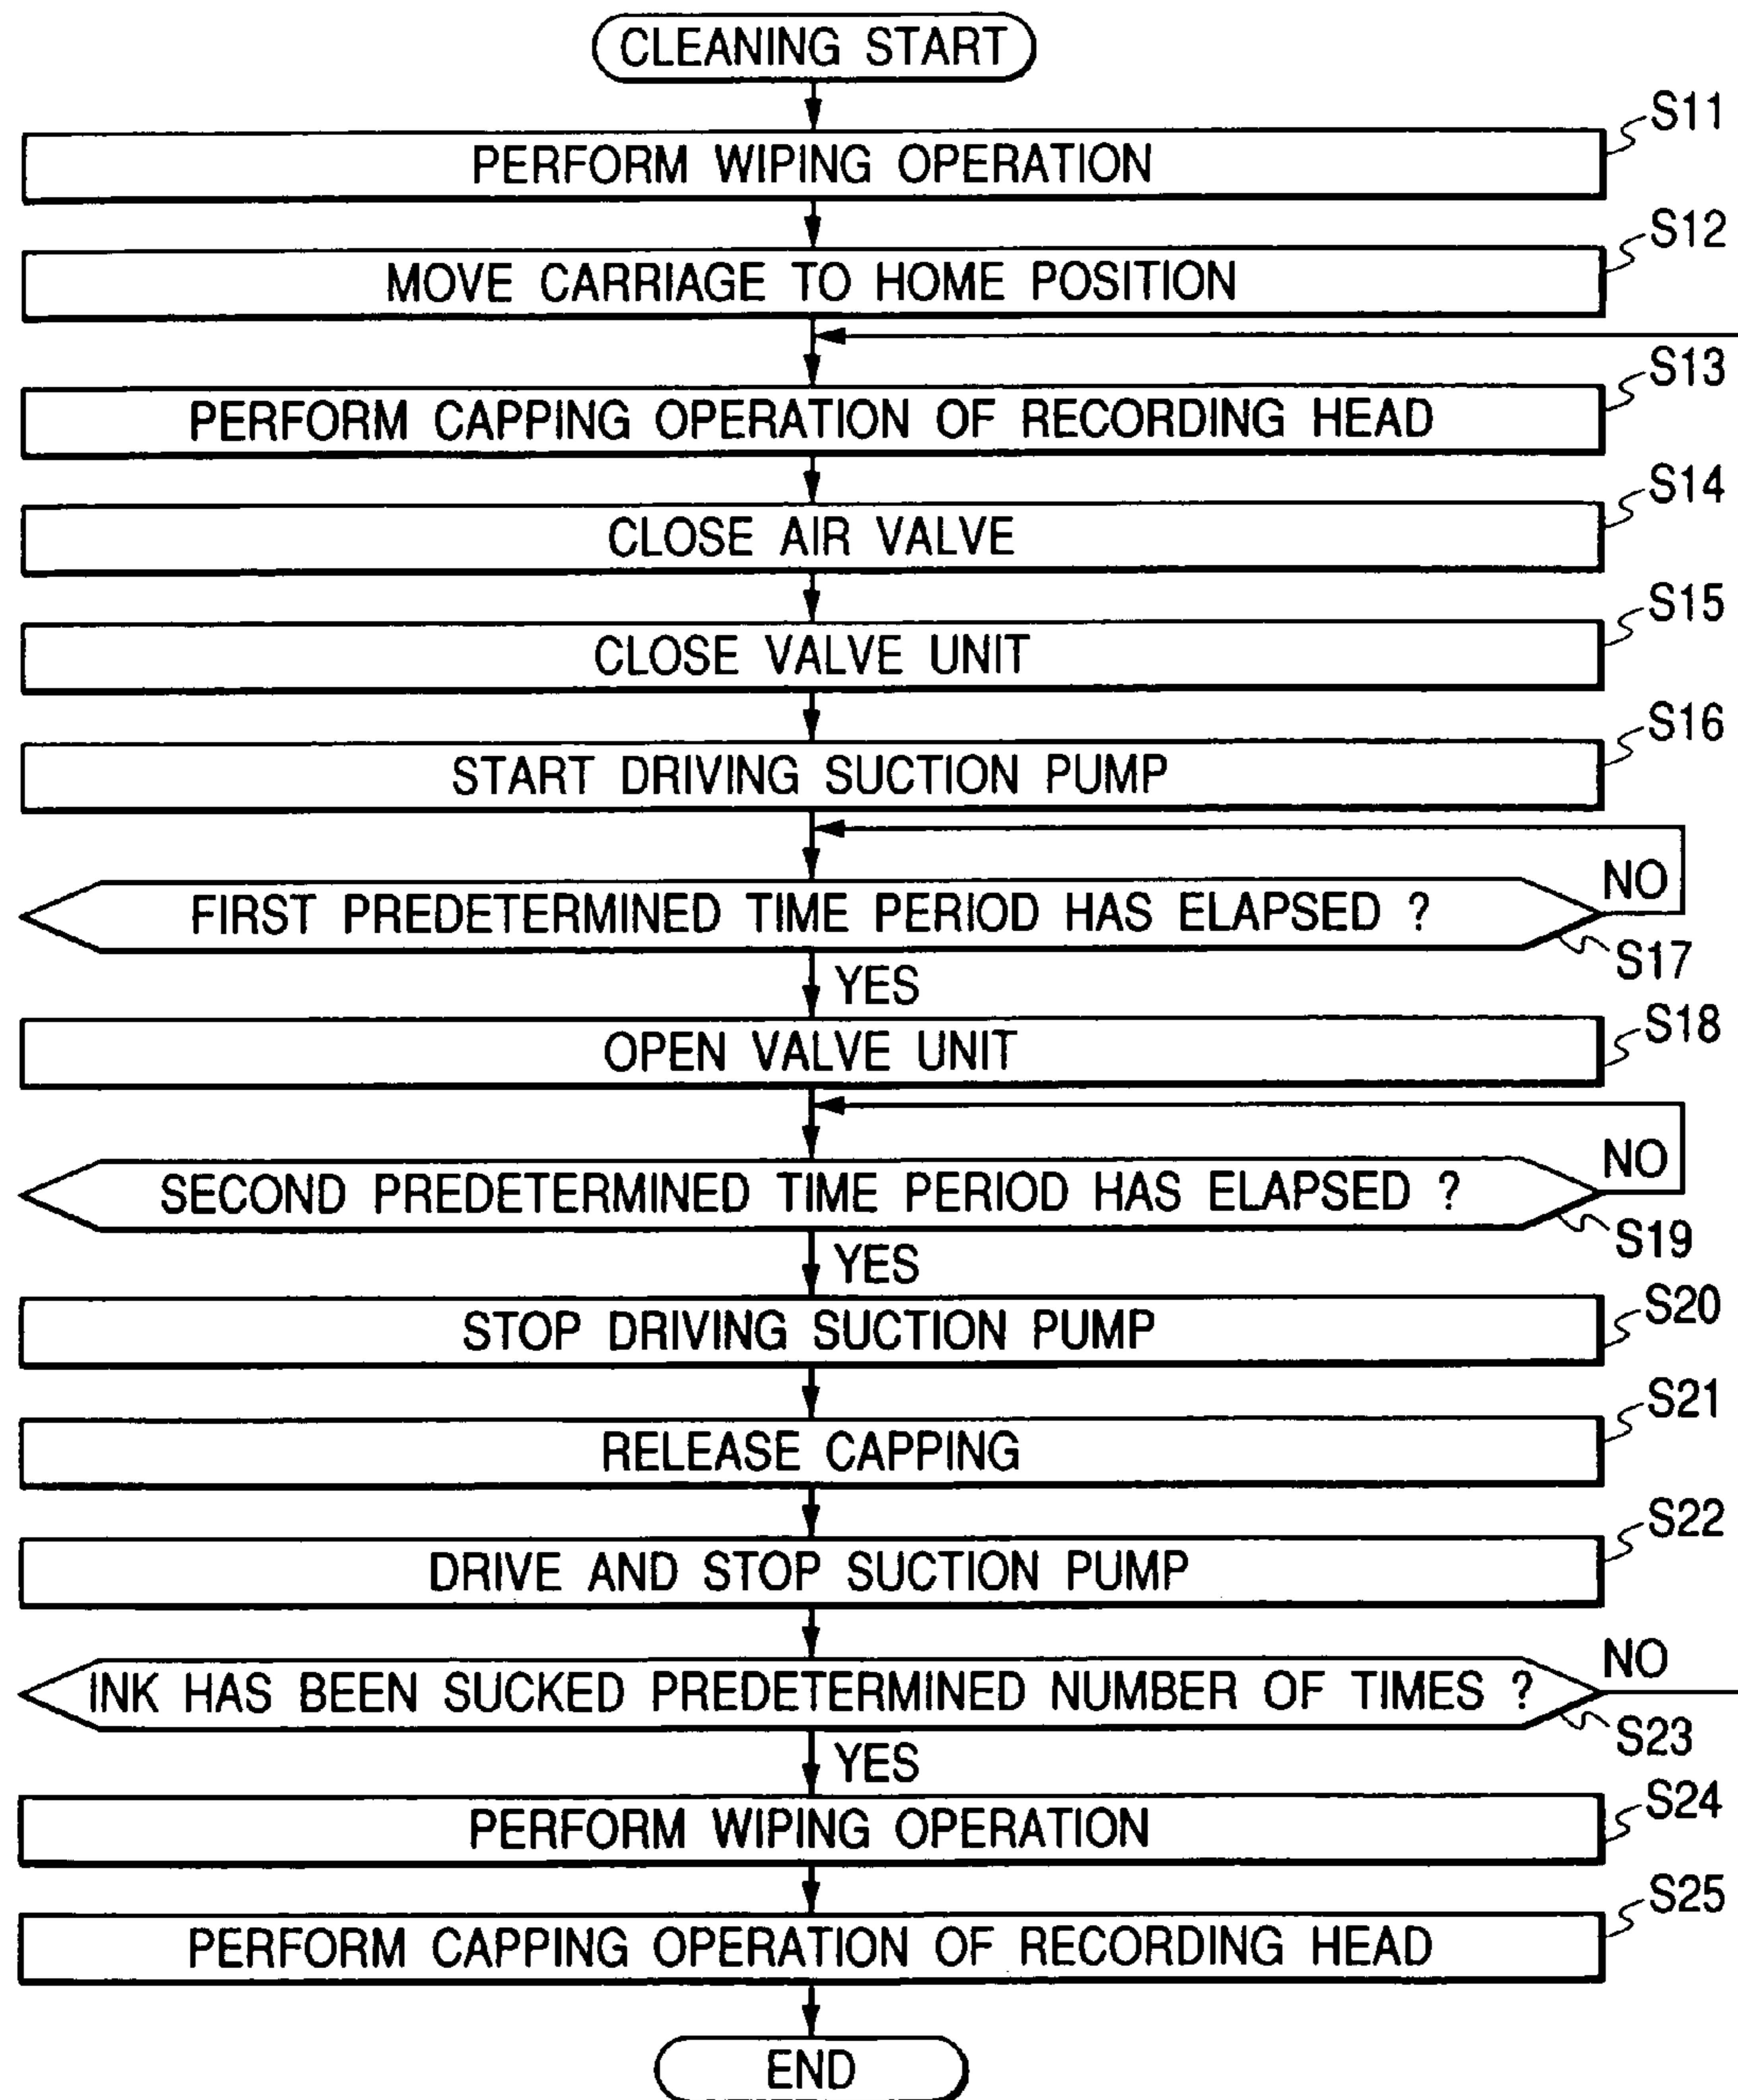 CLEANING START
S11
PERFORM WIPING OPERATION
S12
MOVE CARRIAGE TO HOME POSITION
S13
PERFORM CAPPING OPERATION OF RECORDING HEAD
S14
CLOSE AIR VALVE
S15
CLOSE VALVE UNIT
S16
START DRIVING SUCTION PUMP
NO
FIRST PREDETERMINED TIME PERIOD HAS ELAPSED ?
S17
YES
S18
OPEN VALVE UNIT
NO
SECOND PREDETERMINED TIME PERIOD HAS ELAPSED ?
S19
YES
S20
STOP DRIVING SUCTION PUMP
S21
RELEASE CAPPING
S22
DRIVE AND STOP SUCTION PUMP
NO
INK HAS BEEN SUCKED PREDETERMINED NUMBER OF TIMES ?
S23
YES
S24
PERFORM WIPING OPERATION
S25
PERFORM CAPPING OPERATION OF RECORDING HEAD
END